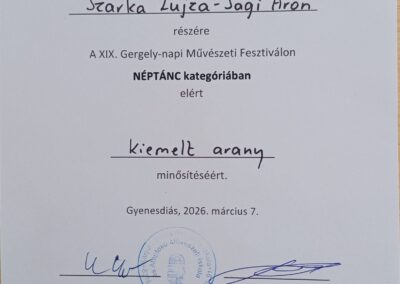 Szarka Lujza-Sági Áron
részére
A XIX. Gergely-napi Művészeti Fesztiválon
NÉPTÁNC kategóriában
elért
Kiemelt arany
minősítéséért.
Gyenesdiás, 2026. március 7.